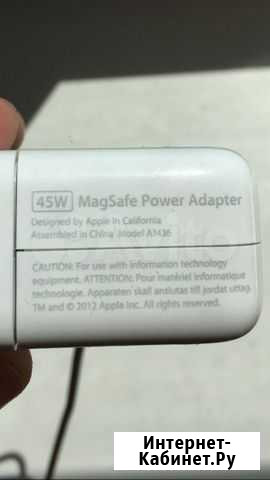 45W MagSafe Power Adapter
Designed by Apple in California
Assembled in China Model A1436
CAUTION: For use with information technology
equipment. ATTENTION: Pour matériel informatique
technologie. Apparaten skall anslutas till jordat uttag.
TM and © 2012 Apple Inc. All rights reserved.
Интернет-
Кабинет.Ру